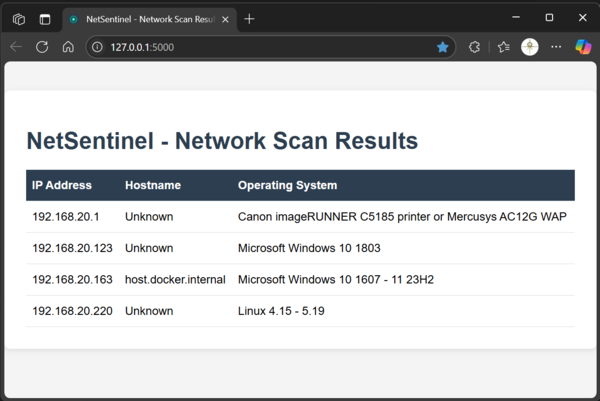 NetSentinel - Network Scan Resul
127.0.0.1:5000
NetSentinel - Network Scan Results
IP Address Hostname Operating System
192.168.20.1 Unknown Canon imageRUNNER C5185 printer or Mercusys AC12G WAP
192.168.20.123 Unknown Microsoft Windows 10 1803
192.168.20.163 host.docker.internal Microsoft Windows 10 1607 - 11 23H2
192.168.20.220 Unknown Linux 4.15 - 5.19